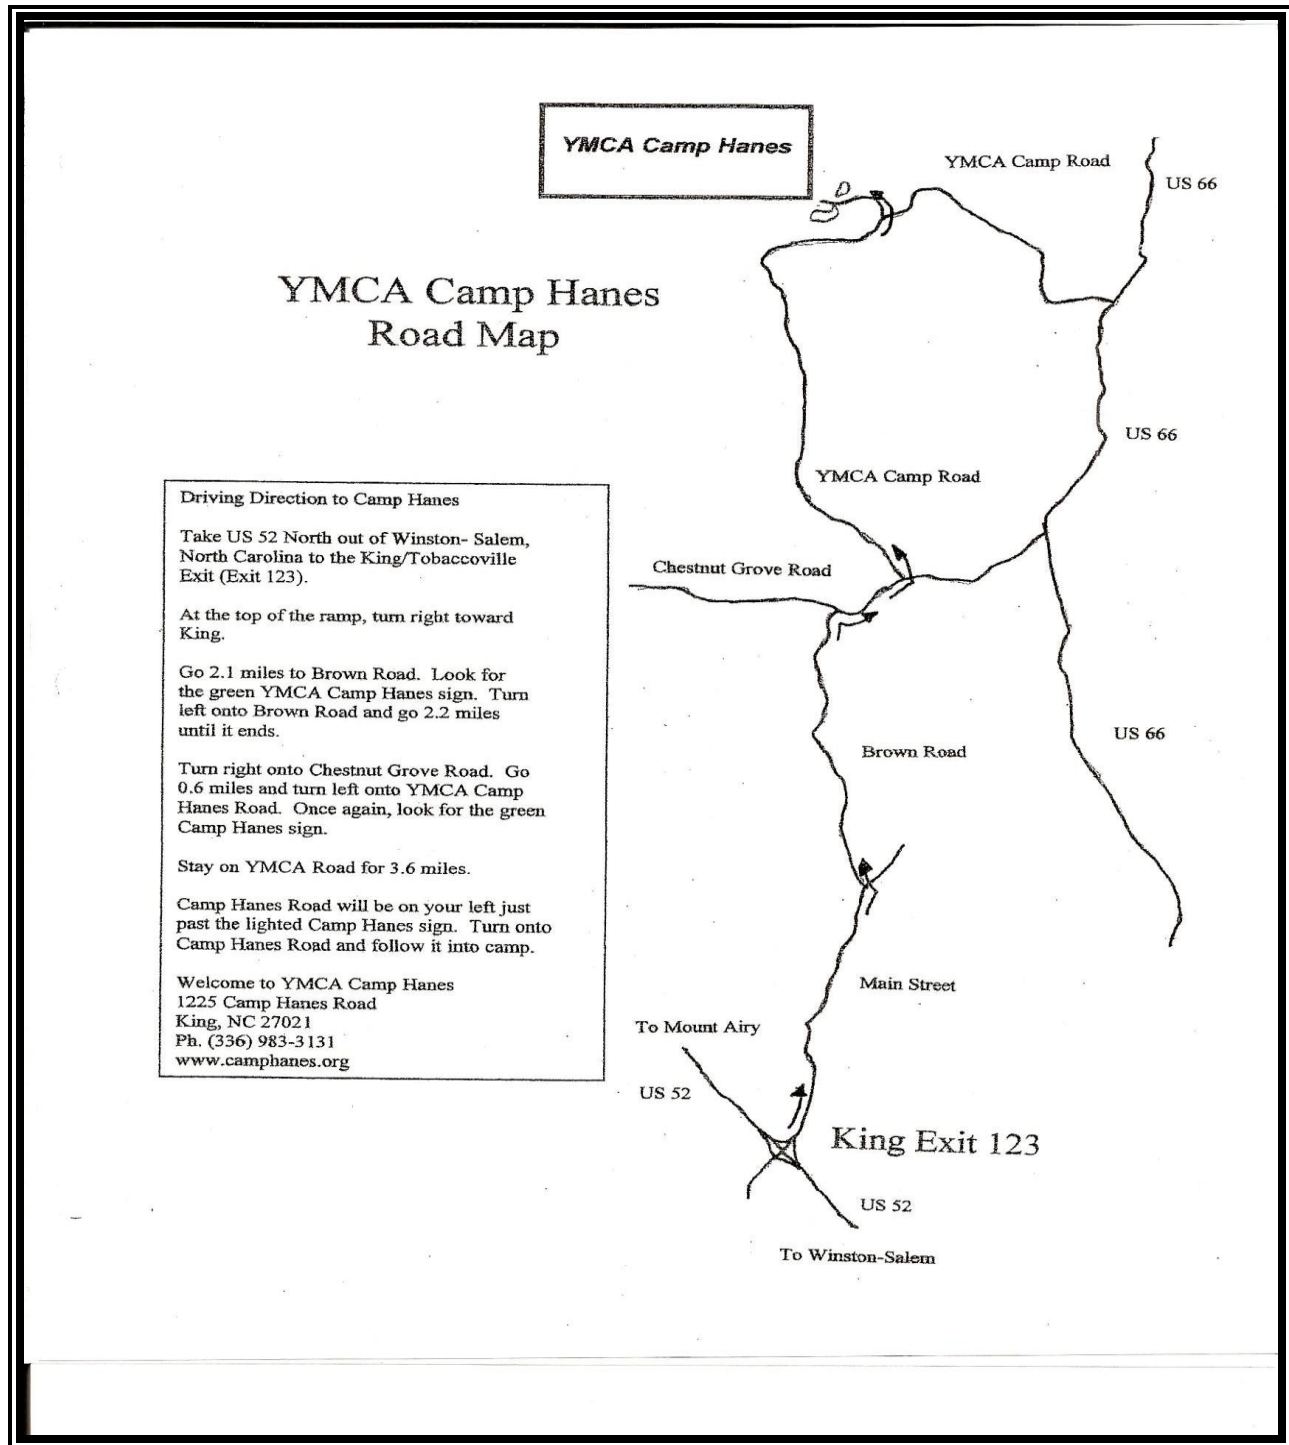 YMCA Camp Hanes
YMCA Camp Road
US 66
YMCA Camp Hanes
Road Map
US 66
YMCA Camp Road
Driving Direction to Camp Hanes
Take US 52 North out of Winston- Salem,
North Carolina to the King/Tobaccoville
Exit (Exit 123).
At the top of the ramp, turn right toward
King.
Go 2.1 miles to Brown Road. Look for
the green YMCA Camp Hanes sign. Turn
left onto Brown Road and go 2.2 miles
until it ends.
Turn right onto Chestnut Grove Road. Go
0.6 miles and turn left onto YMCA Camp
Hanes Road. Once again, look for the green
Camp Hanes sign.
Stay on YMCA Road for 3.6 miles.
Camp Hanes Road will be on your left just
past the lighted Camp Hanes sign. Turn onto
Camp Hanes Road and follow it into camp.
Welcome to YMCA Camp Hanes
1225 Camp Hanes Road
King, NC 27021
Ph. (336) 983-3131
www.camphanes.org
Chestnut Grove Road
US 66
Brown Road
Main Street
To Mount Airy
US 52
King Exit 123
US 52
To Winston-Salem